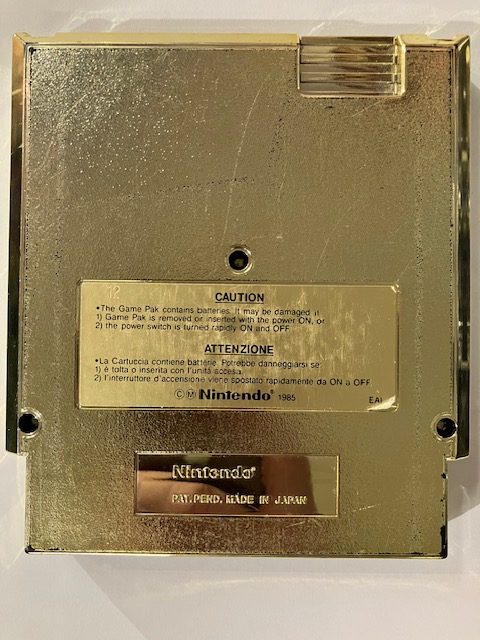 CAUTION
•The Game Pak contains batteries. It may be damaged if
1) Game Pak is removed or inserted with the power ON, or
2) the power switch is turned rapidly ON and OFF
ATTENZIONE
•La Cartuccia contiene batterie. Potrebbe danneggiarsi se:
1) è tolta o inserita con l'unità accesa
2) l'interruttore d'accensione viene spostato rapidamente da ON a OFF
©Ⓜ Nintendo® 1985
EAI
Nintendo®
PAT. PEND. MADE IN JAPAN